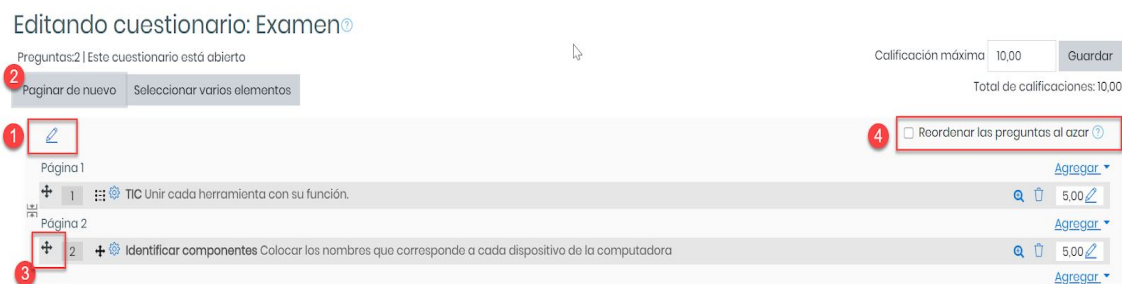 Editando cuestionario: Examen
Preguntas:2 | Este cuestionario está abierto
Calificación máxima 10,00 Guardar
2
Paginar de nuevo Seleccionar varios elementos
Total de calificaciones: 10,00
1
4 Reordenar las preguntas al azar
Página 1 Agregar
1 TIC Unir cada herramienta con su función. 5,00
Página 2 Agregar
2 Identificar componentes Colocar los nombres que corresponde a cada dispositivo de la computadora 5,00
3
Agregar